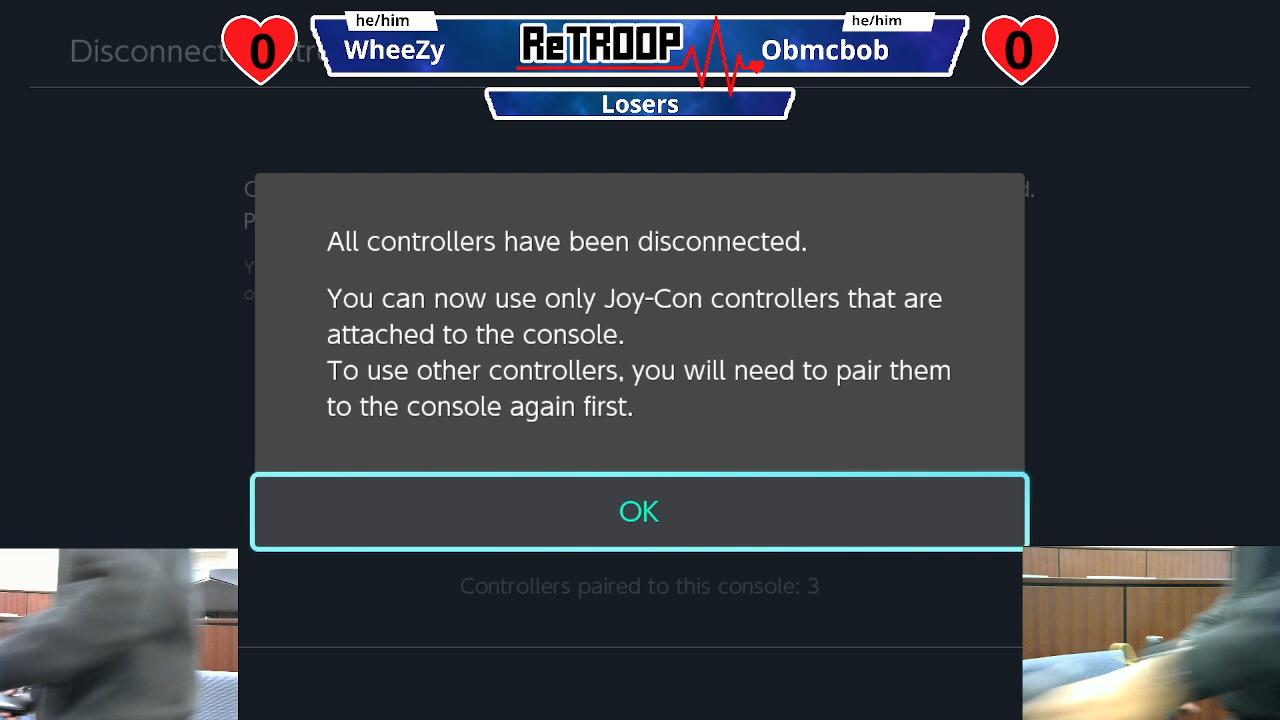 he/him
he/him
0
WheeZy
ReTROOP
Obmcbob
0
Disconnect
Losers
All controllers have been disconnected.
You can now use only Joy-Con controllers that are
attached to the console.
To use other controllers, you will need to pair them
to the console again first.
OK
Controllers paired to this console: 3